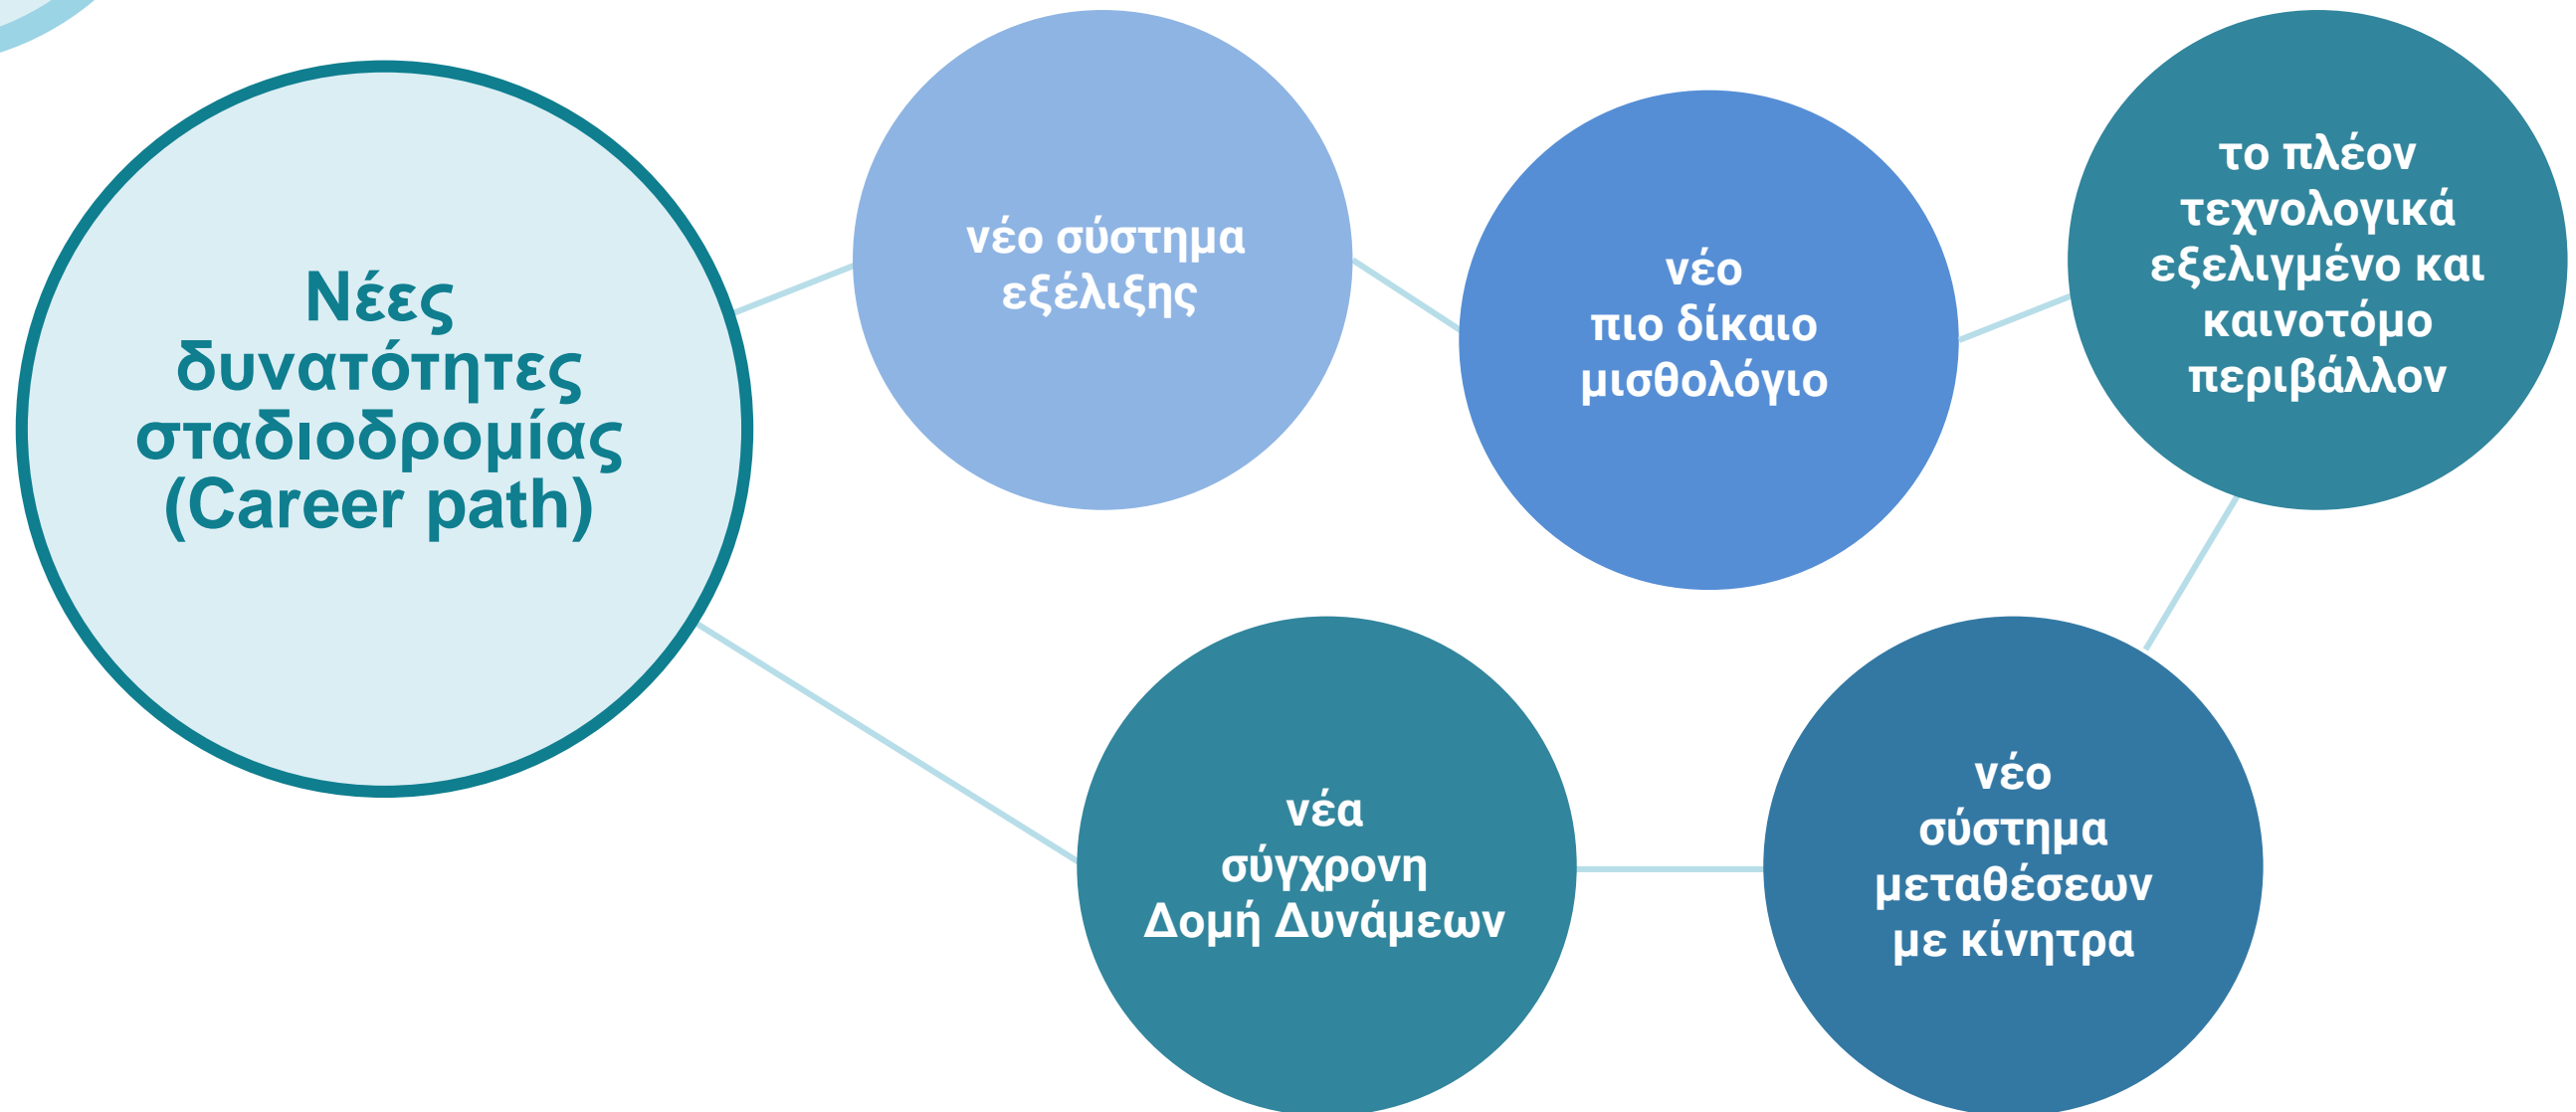 Νέες
δυνατότητες
σταδιοδρομίας
(Career path)
νέο σύστημα
εξέλιξης
νέο
πιο δίκαιο
μισθολόγιο
το πλέον
τεχνολογικά
εξελιγμένο και
καινοτόμο
περιβάλλον
νέα
σύγχρονη
Δομή Δυνάμεων
νέο
σύστημα
μεταθέσεων
με κίνητρα